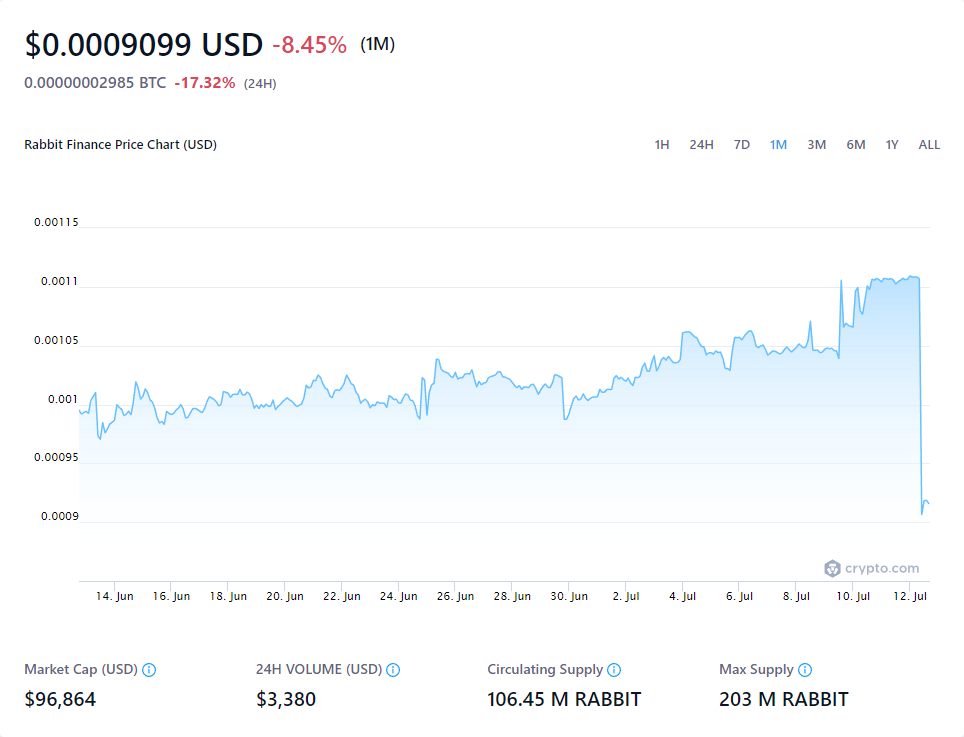 $0.0009099 USD -8.45% (1M)
0.00000002985 BTC -17.32% (24H)
Rabbit Finance Price Chart (USD)
1H 24H 7D 1M 3M 6M 1Y ALL
0.00115
0.0011
0.00105
0.001
0.00095
0.0009
crypto.com
14. Jun 16. Jun 18. Jun 20. Jun 22. Jun 24. Jun 26. Jun 28. Jun 30. Jun 2. Jul 4. Jul 6. Jul 8. Jul 10. Jul 12. Jul
Market Cap (USD) 24H VOLUME (USD) Circulating Supply Max Supply
$96,864 $3,380 106.45 M RABBIT 203 M RABBIT